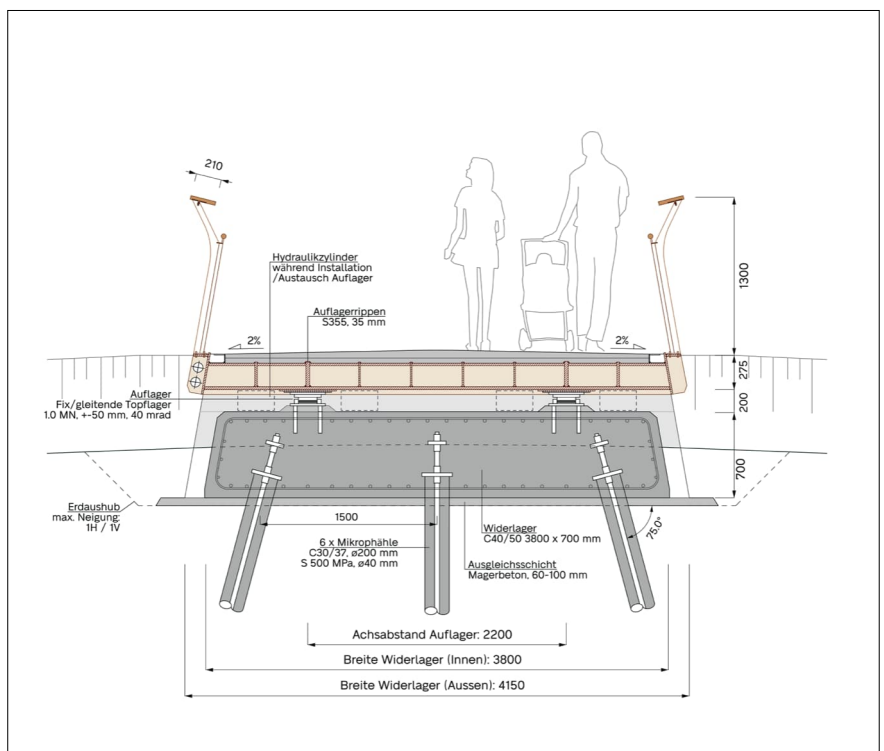 210
Hydraulikzylinder
während Installation
/Austausch Auflager
1300
Auflagerrippen
S355, 35 mm
2%
2%
275
Auflager
Fix/gleitende Topflager
1.0 MN, +-50 mm, 40 mrad
200
700
Erdaushub
max. Neigung:
1H / 1V
1500
75.0°
Widerlager
C40/50 3800 x 700 mm
6 x Mikrophähle
C30/37, ø200 mm
S 500 MPa, ø40 mm
Ausgleichsschicht
Magerbeton, 60-100 mm
Achsabstand Auflager: 2200
Breite Widerlager (Innen): 3800
Breite Widerlager (Aussen): 4150